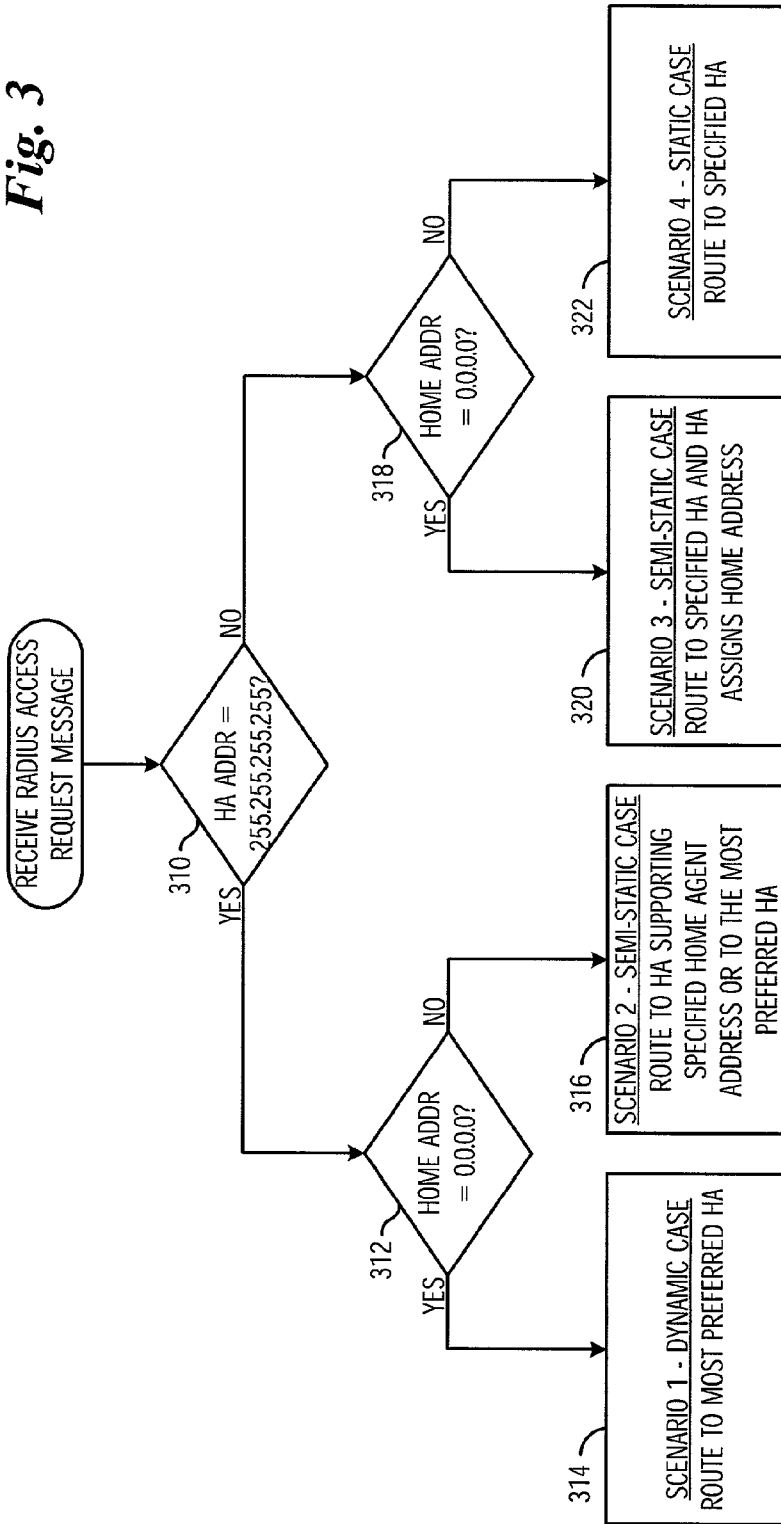 Fig. 3
RECEIVE RADIUS ACCESS
REQUEST MESSAGE
310
HA ADDR =
255.255.255.255?
YES
NO
312
HOME ADDR
= 0.0.0.0?
YES
NO
318
HOME ADDR
= 0.0.0.0?
YES
NO
314
SCENARIO 1 - DYNAMIC CASE
ROUTE TO MOST PREFERRED HA
316
SCENARIO 2 - SEMI-STATIC CASE
ROUTE TO HA SUPPORTING
SPECIFIED HOME AGENT
ADDRESS OR TO THE MOST
PREFERRED HA
320
SCENARIO 3 - SEMI-STATIC CASE
ROUTE TO SPECIFIED HA AND HA
ASSIGNS HOME ADDRESS
322
SCENARIO 4 - STATIC CASE
ROUTE TO SPECIFIED HA